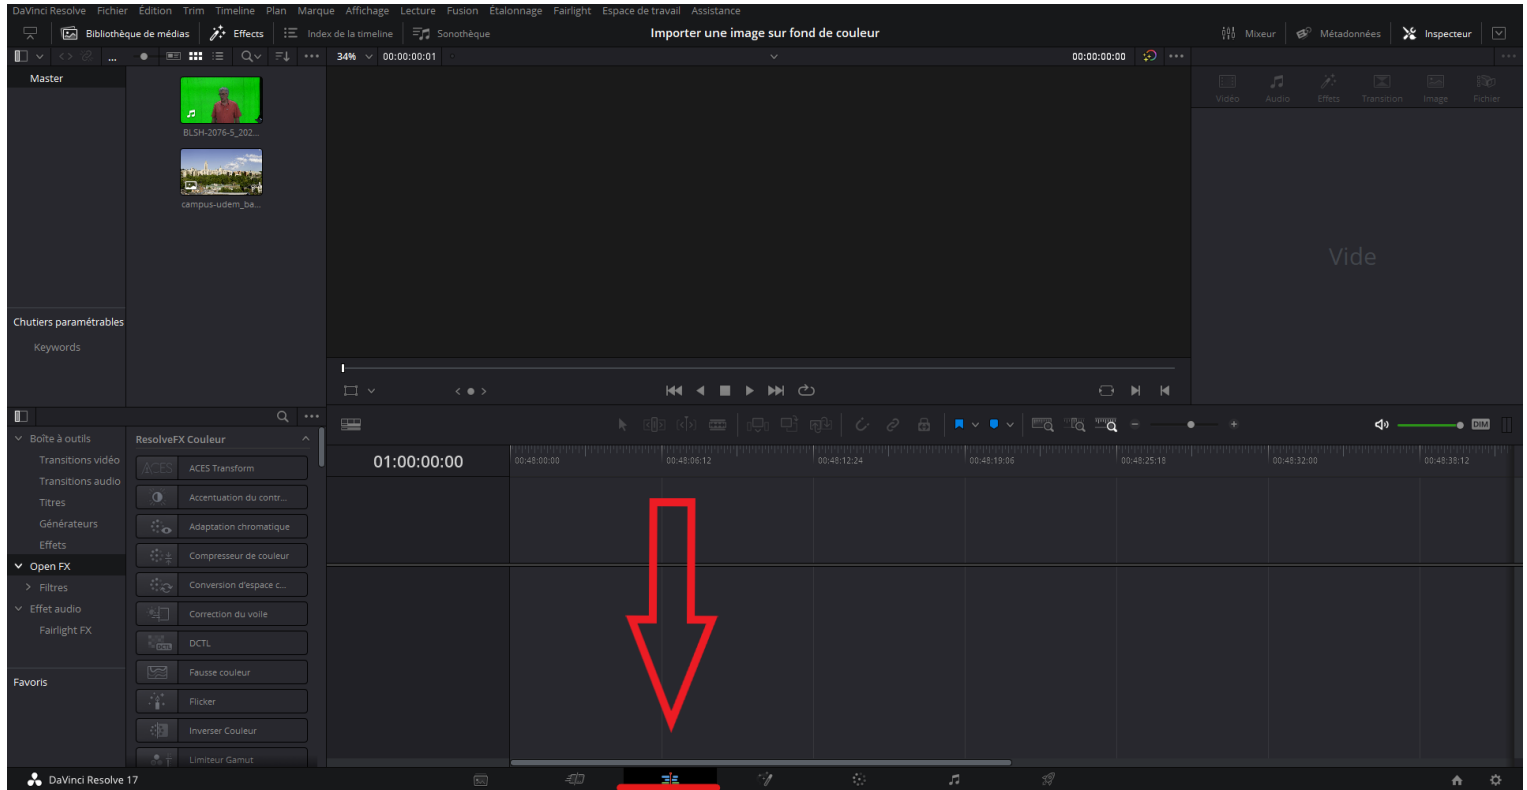 DaVinci Resolve Fichier Édition Trim Timeline Plan Marque Affichage Lecture Fusion Étalonnage Fairlight Espace de travail Assistance
Bibliothèque de médias Effects Index de la timeline Sonothèque Importer une image sur fond de couleur Mixeur Métadonnées Inspecteur
... 34% 00:00:00:01 00:00:00:00
Master
Vidéo Audio Effets Transition Image Fichier
BLSH-2076-5_202...
campus-udem_ba...
Vide
Chutiers paramétrables
Keywords
DIM
Boîte à outils
Transitions vidéo
Transitions audio
Titres
Générateurs
Effets
Open FX
Filtres
Effet audio
Fairlight FX
Favoris
ResolveFX Couleur
ACES ACES Transform
Accentuation du contr...
Adaptation chromatique
Compresseur de couleur
Conversion d'espace c...
Correction du voile
DCTL DCTL
Fausse couleur
Flicker
Inverser Couleur
Limiteur Gamut
01:00:00:00 00:48:00:00 00:48:06:12 00:48:12:24 00:48:19:06 00:48:25:18 00:48:32:00 00:48:38:12
DaVinci Resolve 17